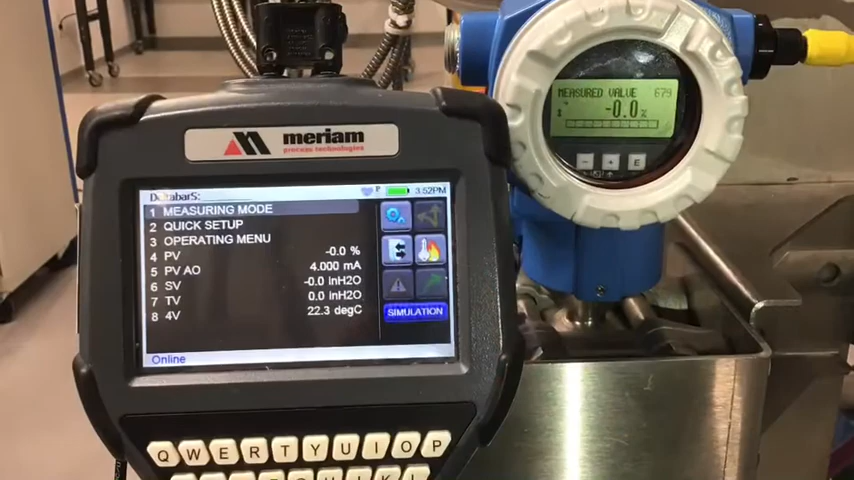 meriam
process technologies
DeltabarS:
3:52PM
1 MEASURING MODE
2 QUICK SETUP
3 OPERATING MENU
4 PV -0.0 %
5 PV AO 4.000 mA
6 SV -0.0 inH2O
7 TV 0.0 inH2O
8 4V 22.3 degC
SIMULATION
Online
Q W E R T Y U I O P
MEASURED VALUE 679
-0.0 %
- + E